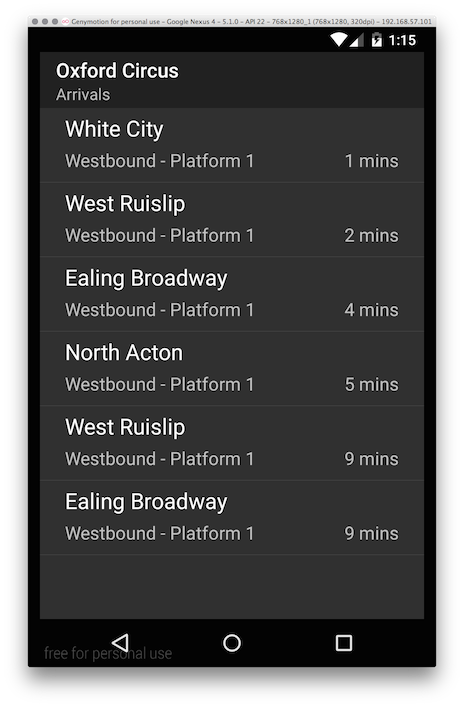 Genymotion for personal use – Google Nexus 4 – 5.1.0 – API 22 – 768x1280_1 (768x1280, 320dpi) – 192.168.57.101
1:15
Oxford Circus
Arrivals
White City
Westbound - Platform 1 1 mins
West Ruislip
Westbound - Platform 1 2 mins
Ealing Broadway
Westbound - Platform 1 4 mins
North Acton
Westbound - Platform 1 5 mins
West Ruislip
Westbound - Platform 1 9 mins
Ealing Broadway
Westbound - Platform 1 9 mins
free for personal use